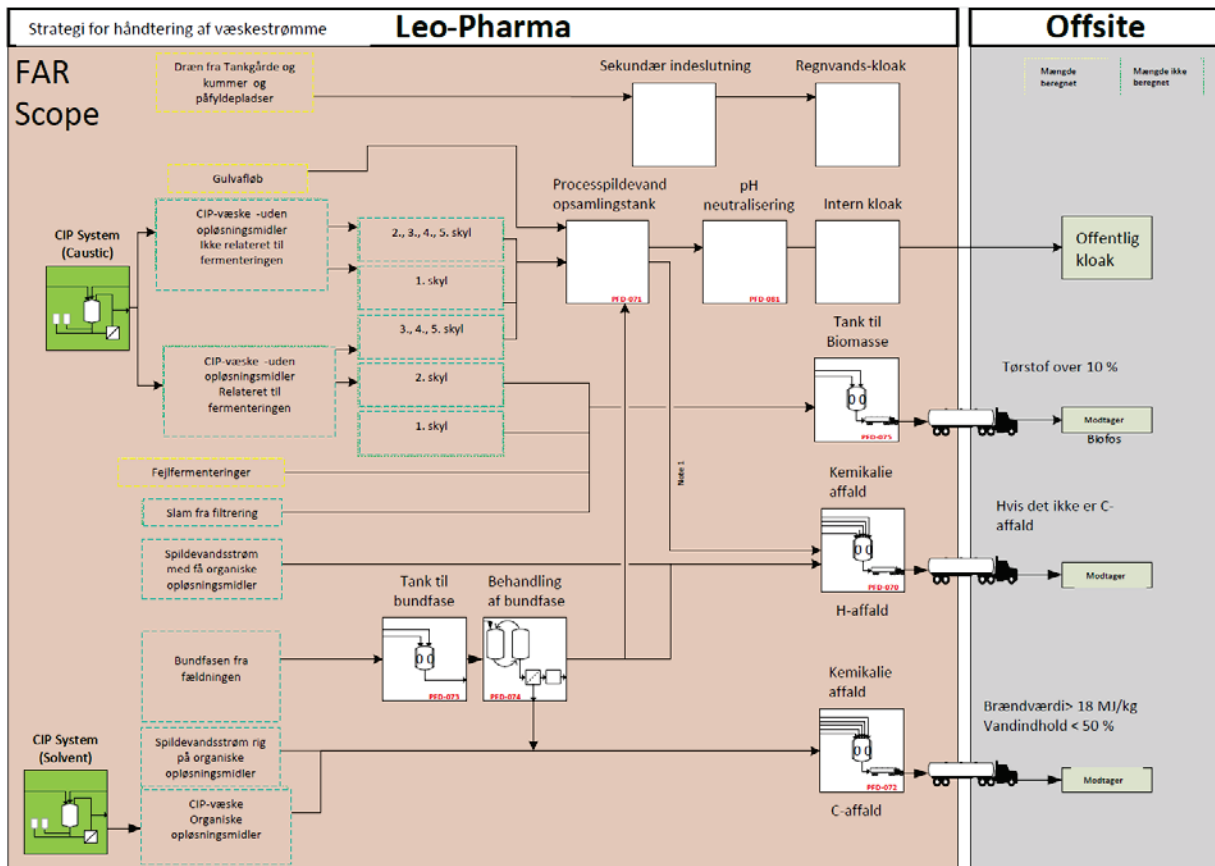 Strategi for håndtering af væskestrømme
Leo-Pharma
Offsite
FAR
Scope
Dræn fra Tankgårde og
kummer og
påfyldepladser
Sekundær indeslutning
Regnvands-kloak
Mængde
beregnet
Mængde ikke
beregnet
Gulvafløb
CIP System
(Caustic)
CIP-væske -uden
opløsningsmidler
Ikke relateret til
fermenteringen
2., 3., 4., 5. skyl
1. skyl
3., 4., 5. skyl
Processpildevand
opsamlingstank
PFD-071
pH
neutralisering
PFD-081
Intern kloak
Offentlig
kloak
CIP-væske -uden
opløsningsmidler
Relateret til
fermenteringen
2. skyl
1. skyl
Tank til
Biomasse
PFD-075
Tørstof over 10 %
Modtager
Biofos
Fejlfermenteringer
Slam fra filtrering
Note 1
Kemikalie
affald
PFD-070
H-affald
Hvis det ikke er C-
affald
Modtager
Spildevandsstrøm
med få organiske
opløsningsmidler
Tank til
bundfase
PFD-073
Behandling
af bundfase
PFD-074
Bundfasen fra
fældningen
Kemikalie
affald
PFD-072
C-affald
Brændværdi> 18 MJ/kg
Vandindhold < 50 %
Modtager
CIP System
(Solvent)
Spildevandsstrøm rig
på organiske
opløsningsmidler
CIP-væske
Organiske
opløsningsmidler